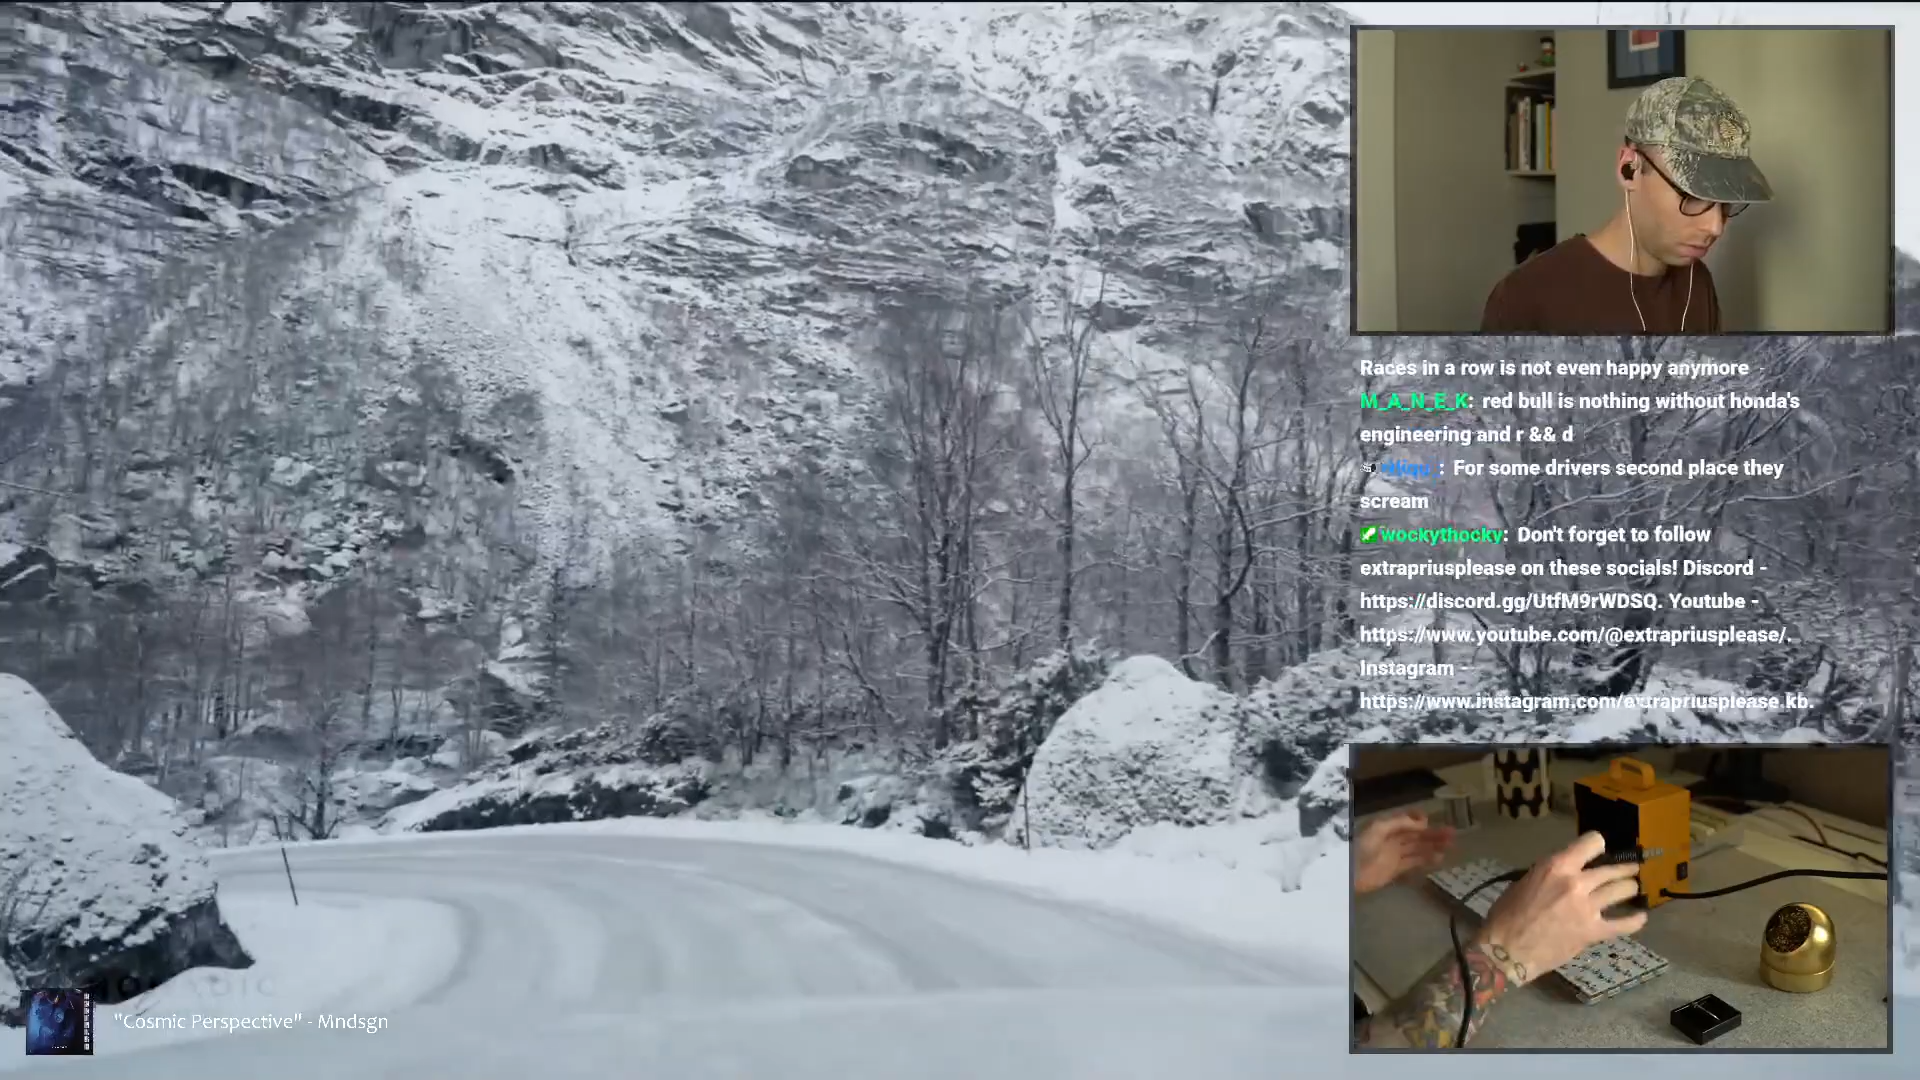 Races in a row is not even happy anymore -
M_A_N_E_K: red bull is nothing without honda's
engineering and r && d
: For some drivers second place they
scream
wockythocky: Don't forget to follow
extrapriusplease on these socials! Discord -
https://discord.gg/UtfM9rWDSQ. Youtube -
https://www.youtube.com/@extrapriusplease/.
Instagram -
https://www.instagram.com/extrapriusplease.kb.
"Cosmic Perspective" - Mndsgn